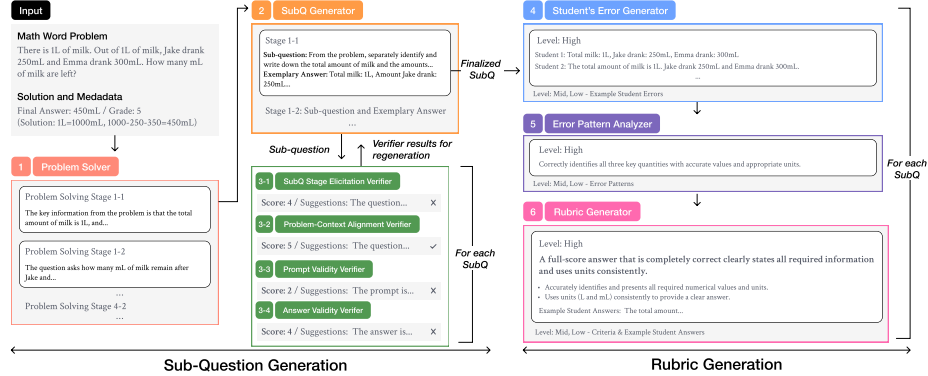 Input
Math Word Problem
There is 1L of milk. Out of 1L of milk, Jake drank
250mL and Emma drank 300mL. How many mL
of milk are left?
Solution and Medadata
Final Answer: 450mL / Grade: 5
(Solution: 1L=1000mL, 1000-250-350=450mL)
1 Problem Solver
Problem Solving Stage 1-1
The key information from the problem is that the total
amount of milk is 1L, and...
Problem Solving Stage 1-2
The question asks how many mL of milk remain after
Jake and...
...
Problem Solving Stage 4-2
...
2 SubQ Generator
Stage 1-1
Sub-question: From the problem, separately identify and
write down the total amount of milk and the amounts...
Exemplary Answer: Total milk: 1L, Amount Jake drank:
250mL...
Stage 1-2: Sub-question and Exemplary Answer
...
Sub-question
Verifier results for
regeneration
3-1 SubQ Stage Elicitation Verifier
Score: 4 / Suggestions: The question... ✗
3-2 Problem-Context Alignment Verifier
Score: 5 / Suggestions: The question... ✓
3-3 Prompt Validity Verifier
Score: 2 / Suggestions: The prompt is... ✗
3-4 Answer Validity Verifer
Score: 4 / Suggestions: The answer is... ✗
For each
SubQ
Finalized
SubQ
4 Student's Error Generator
Level: High
Student 1: Total milk: 1L, Jake drank: 250mL, Emma drank: 300mL
Student 2: The total amount of milk is 1L. Jake drank 250mL and Emma drank 300mL.
...
Level: Mid, Low - Example Student Errors
5 Error Pattern Analyzer
Level: High
Correctly identifies all three key quantities with accurate values and appropriate units.
Level: Mid, Low - Error Patterns
6 Rubric Generator
Level: High
A full-score answer that is completely correct clearly states all required information
and uses units consistently.
• Accurately identifies and presents all required numerical values and units.
• Uses units (L and mL) consistently to provide a clear answer.
Example Student Answers: The total amount...
Level: Mid, Low - Criteria & Example Student Answers
For each
SubQ
Sub-Question Generation
Rubric Generation